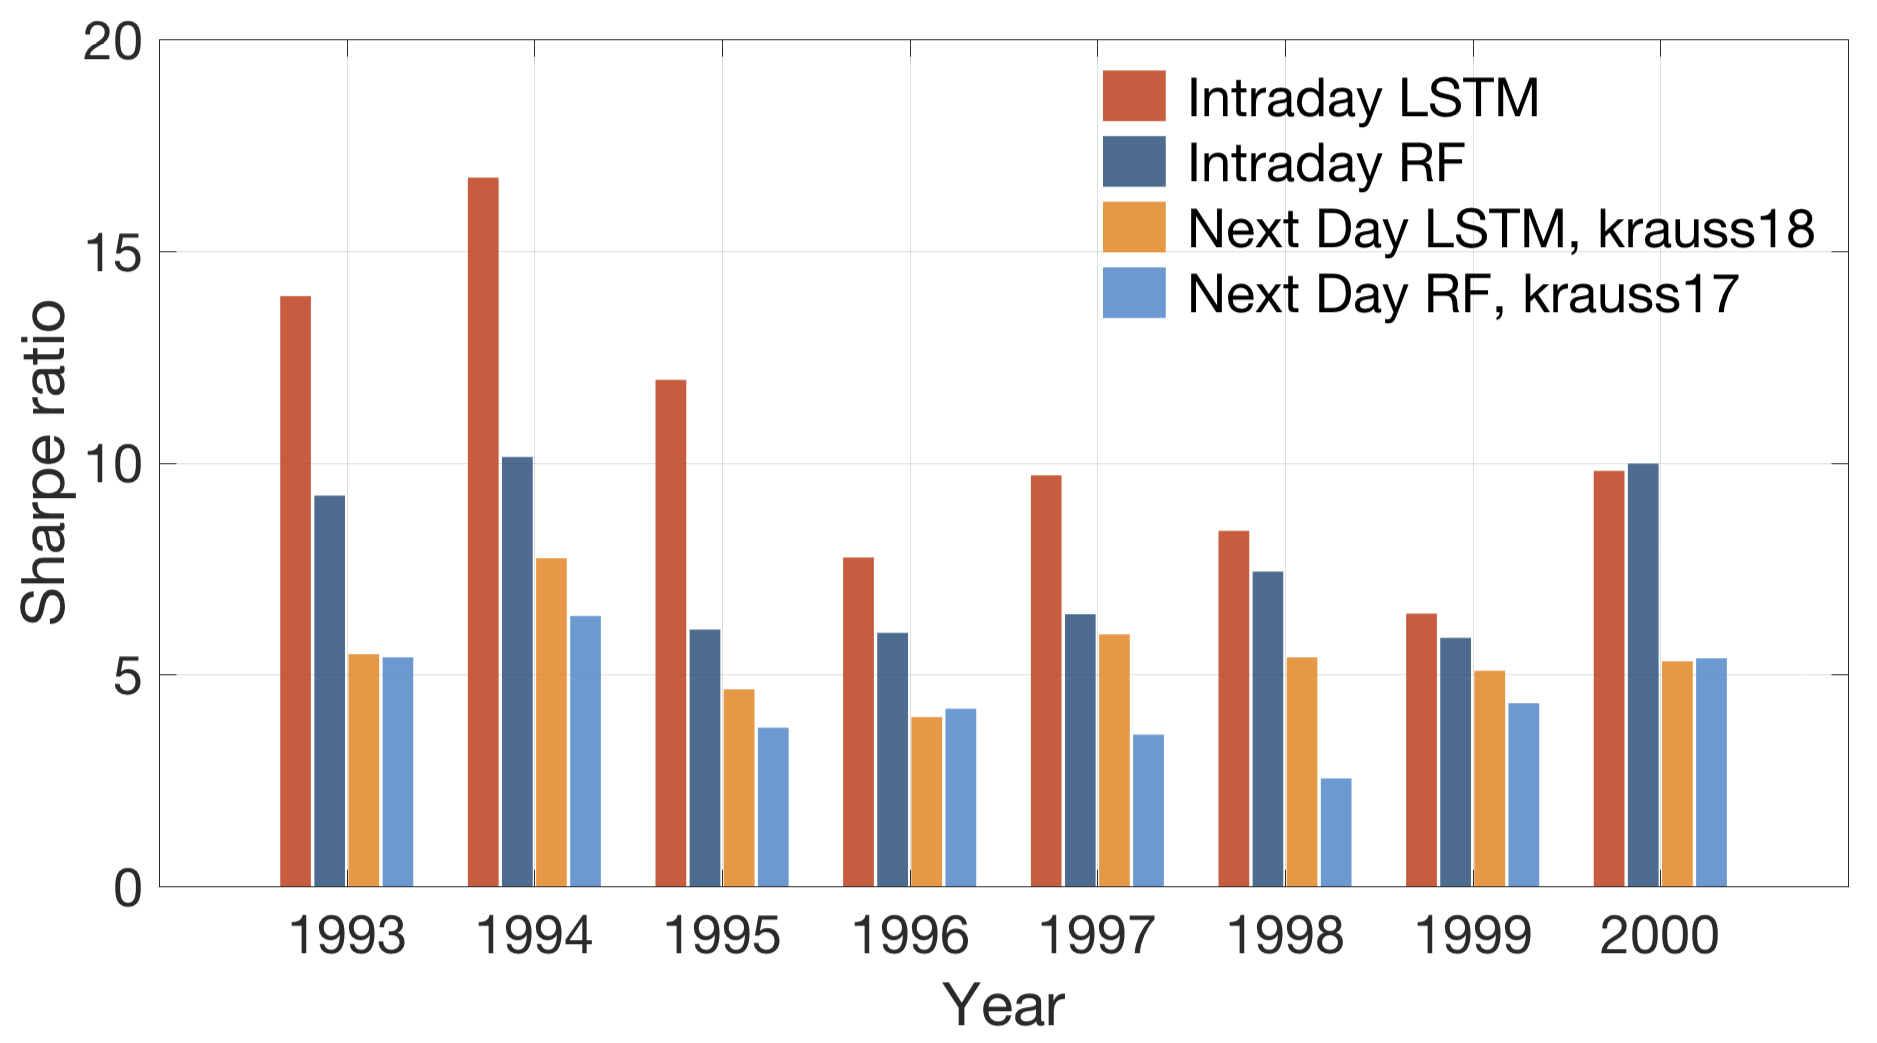 20
15
10
5
0
Sharpe ratio
Intraday LSTM
Intraday RF
Next Day LSTM, krauss18
Next Day RF, krauss17
1993 1994 1995 1996 1997 1998 1999 2000
Year